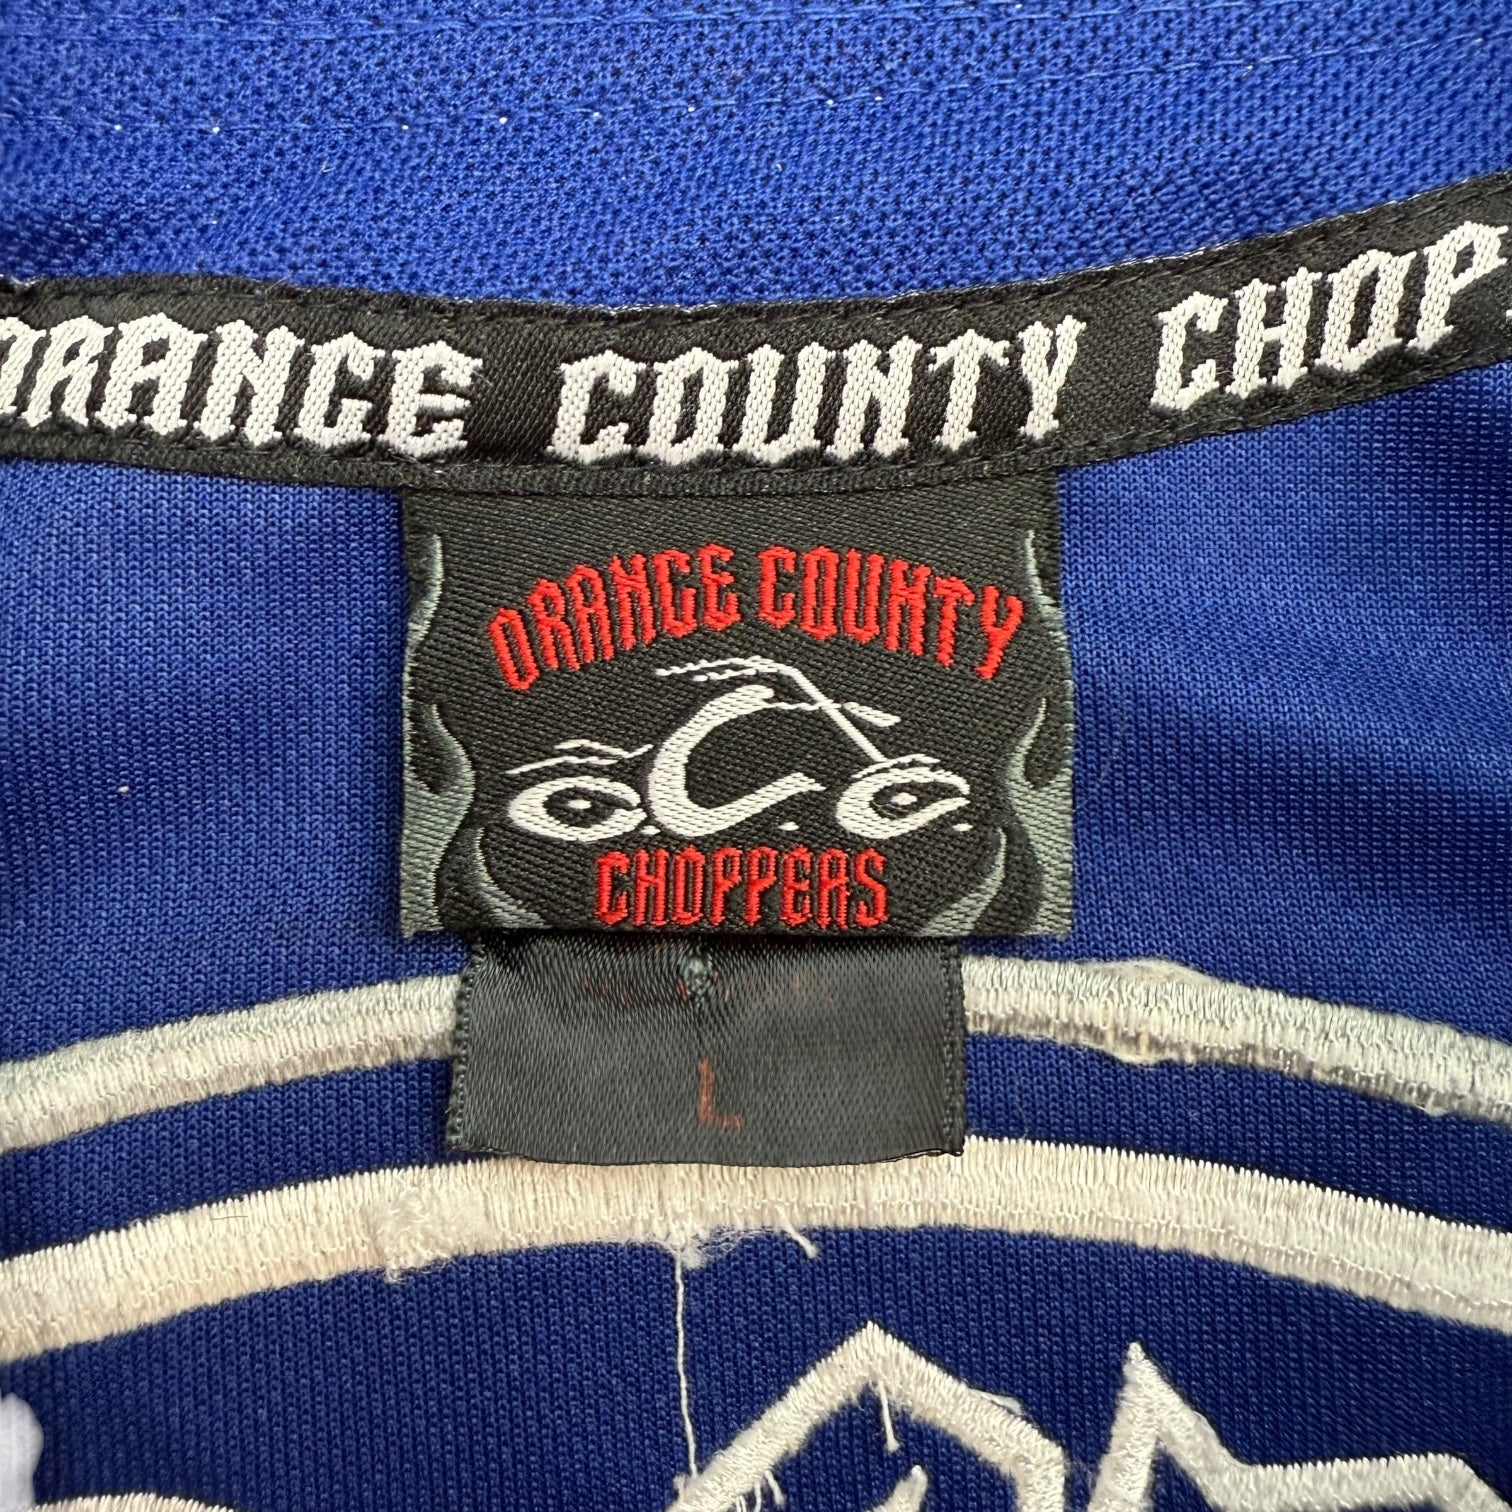 ORANGE COUNTY CHOP
ORANGE COUNTY
O.C.C.
CHOPPERS
L